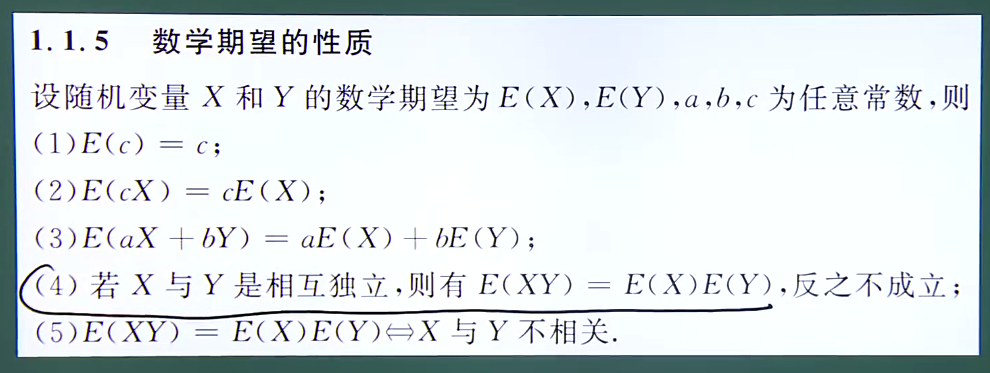 1.1.5 数学期望的性质
设随机变量 X 和 Y 的数学期望为 E(X),E(Y),a,b,c 为任意常数,则
(1)E(c) = c;
(2)E(cX) = cE(X);
(3)E(aX + bY) = aE(X) + bE(Y);
(4) 若 X 与 Y 是相互独立,则有 E(XY) = E(X)E(Y),反之不成立;
(5)E(XY) = E(X)E(Y)⇔X 与 Y 不相关.